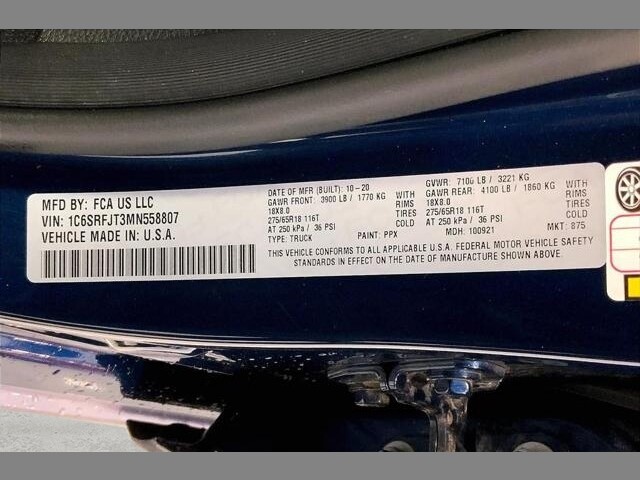 MFD BY: FCA US LLC
VIN: 1C6SRFJT3MN558807
VEHICLE MADE IN: U.S.A.
DATE OF MFR (BUILT): 10-20
GAWR FRONT: 3900 LB / 1770 KG
18X8.0 RIMS
275/65R18 116T TIRES
AT 250 kPa / 36 PSI COLD
TYPE: TRUCK PAINT: PPX
GVWR: 7100 LB / 3221 KG
GAWR REAR: 4100 LB / 1860 KG
18X8.0 RIMS
275/65R18 116T TIRES
AT 250 kPa / 36 PSI COLD
MDH: 100921 MKT: 875
THIS VEHICLE CONFORMS TO ALL APPLICABLE U.S.A. FEDERAL MOTOR VEHICLE SAFETY
STANDARDS IN EFFECT ON THE DATE OF MANUFACTURE SHOWN ABOVE.